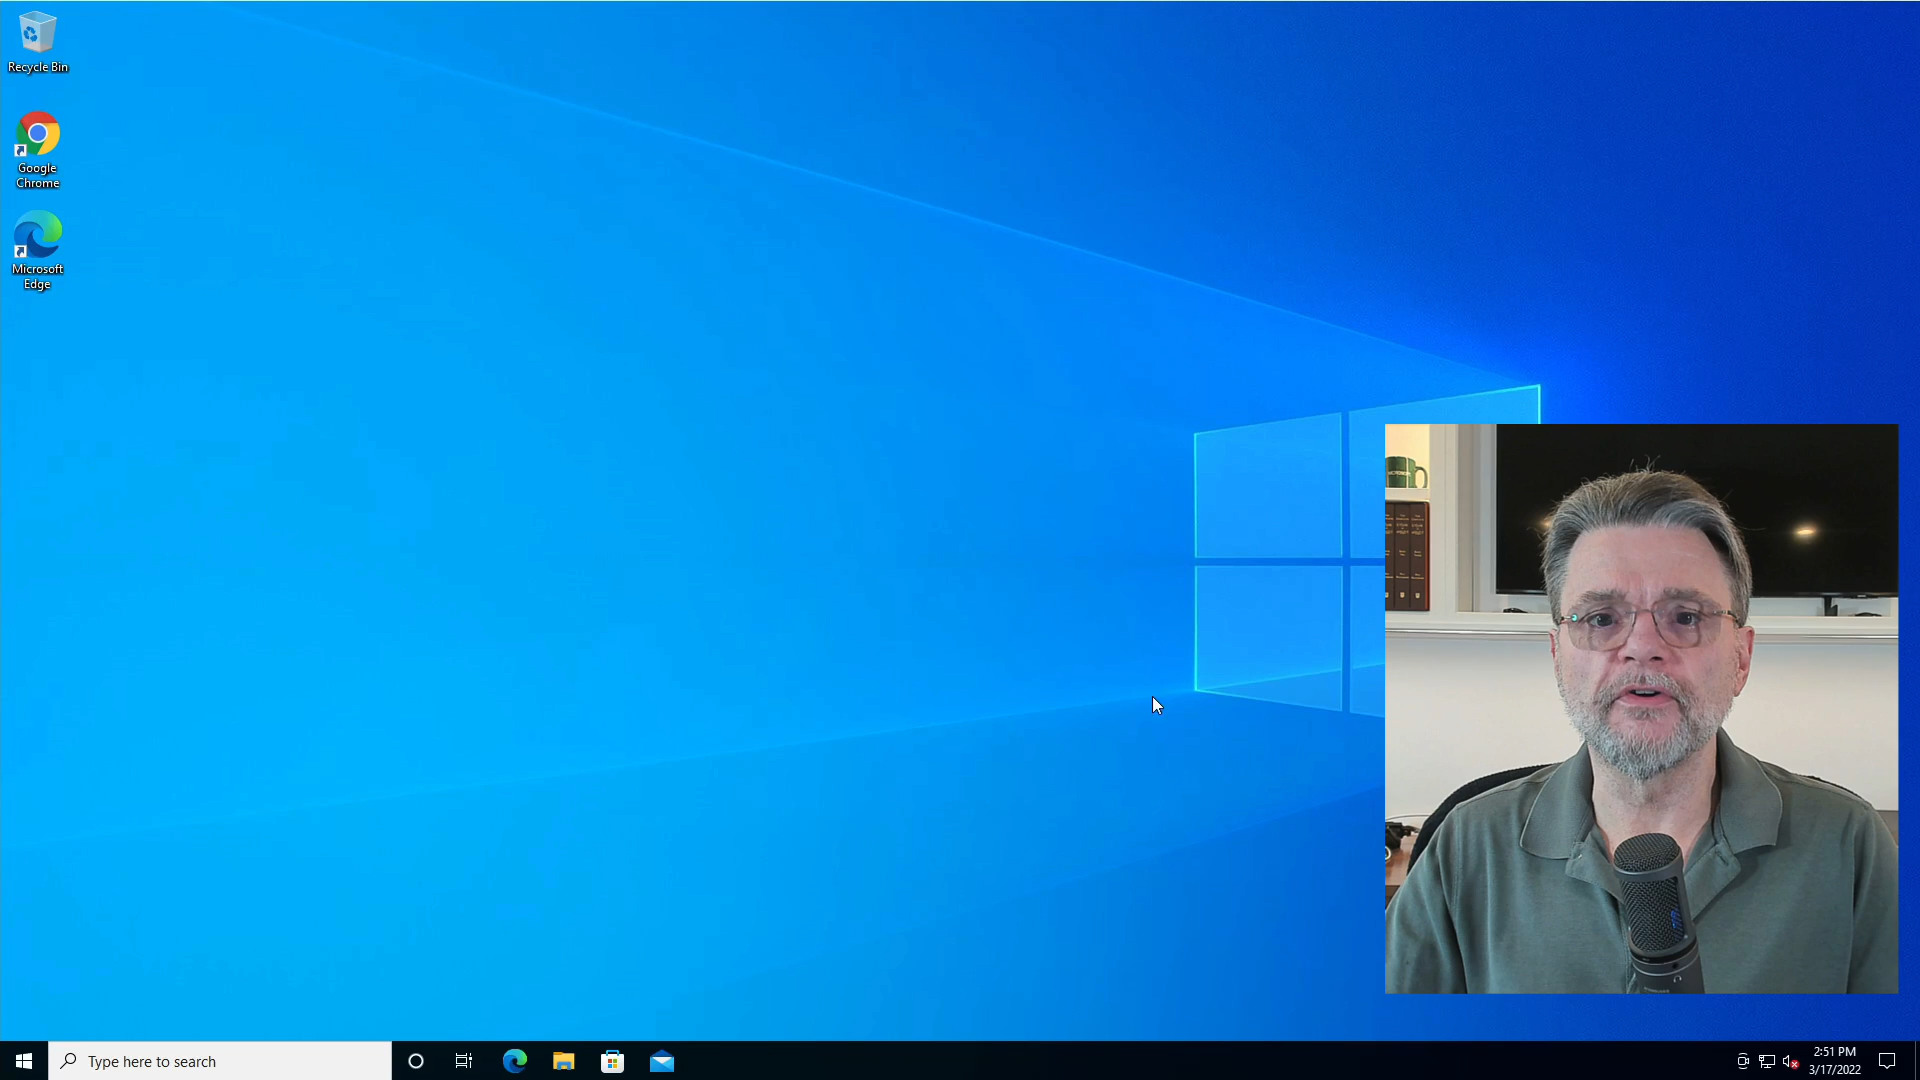 Recycle Bin
Google
Chrome
Microsoft
Edge
Type here to search
2:51 PM
3/17/2022